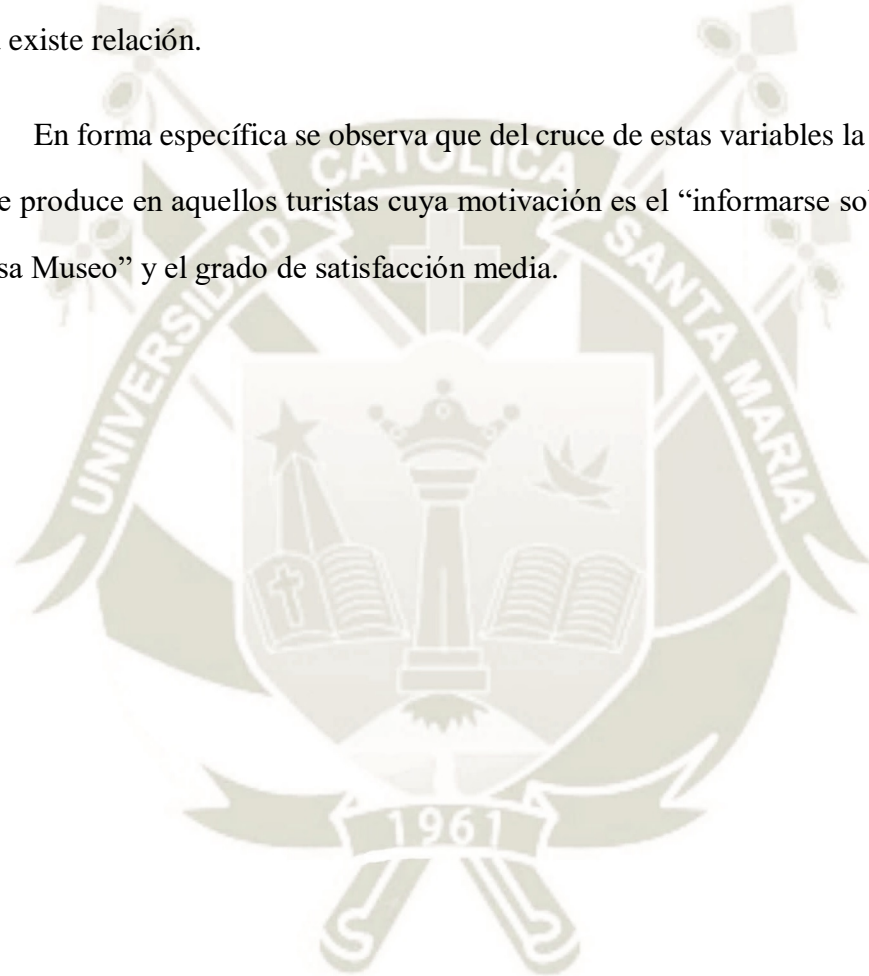 existe relación.
En forma específica se observa que del cruce de estas variables la
e produce en aquellos turistas cuya motivación es el “informarse so
sa Museo” y el grado de satisfacción media.
UNIVERSIDAD CATOLICA SANTA MARIA
1961